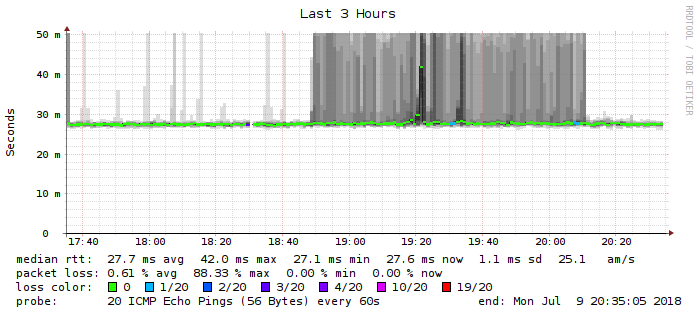 Last 3 Hours
RRDTOOL / TOBI OETIKER
Seconds
50 m
40 m
30 m
20 m
10 m
0
17:40 18:00 18:20 18:40 19:00 19:20 19:40 20:00 20:20
median rtt: 27.7 ms avg 42.0 ms max 27.1 ms min 27.6 ms now 1.1 ms sd 25.1 am/s
packet loss: 0.61 % avg 88.33 % max 0.00 % min 0.00 % now
loss color: 0 1/20 2/20 3/20 4/20 10/20 19/20
probe: 20 ICMP Echo Pings (56 Bytes) every 60s end: Mon Jul 9 20:35:05 2018